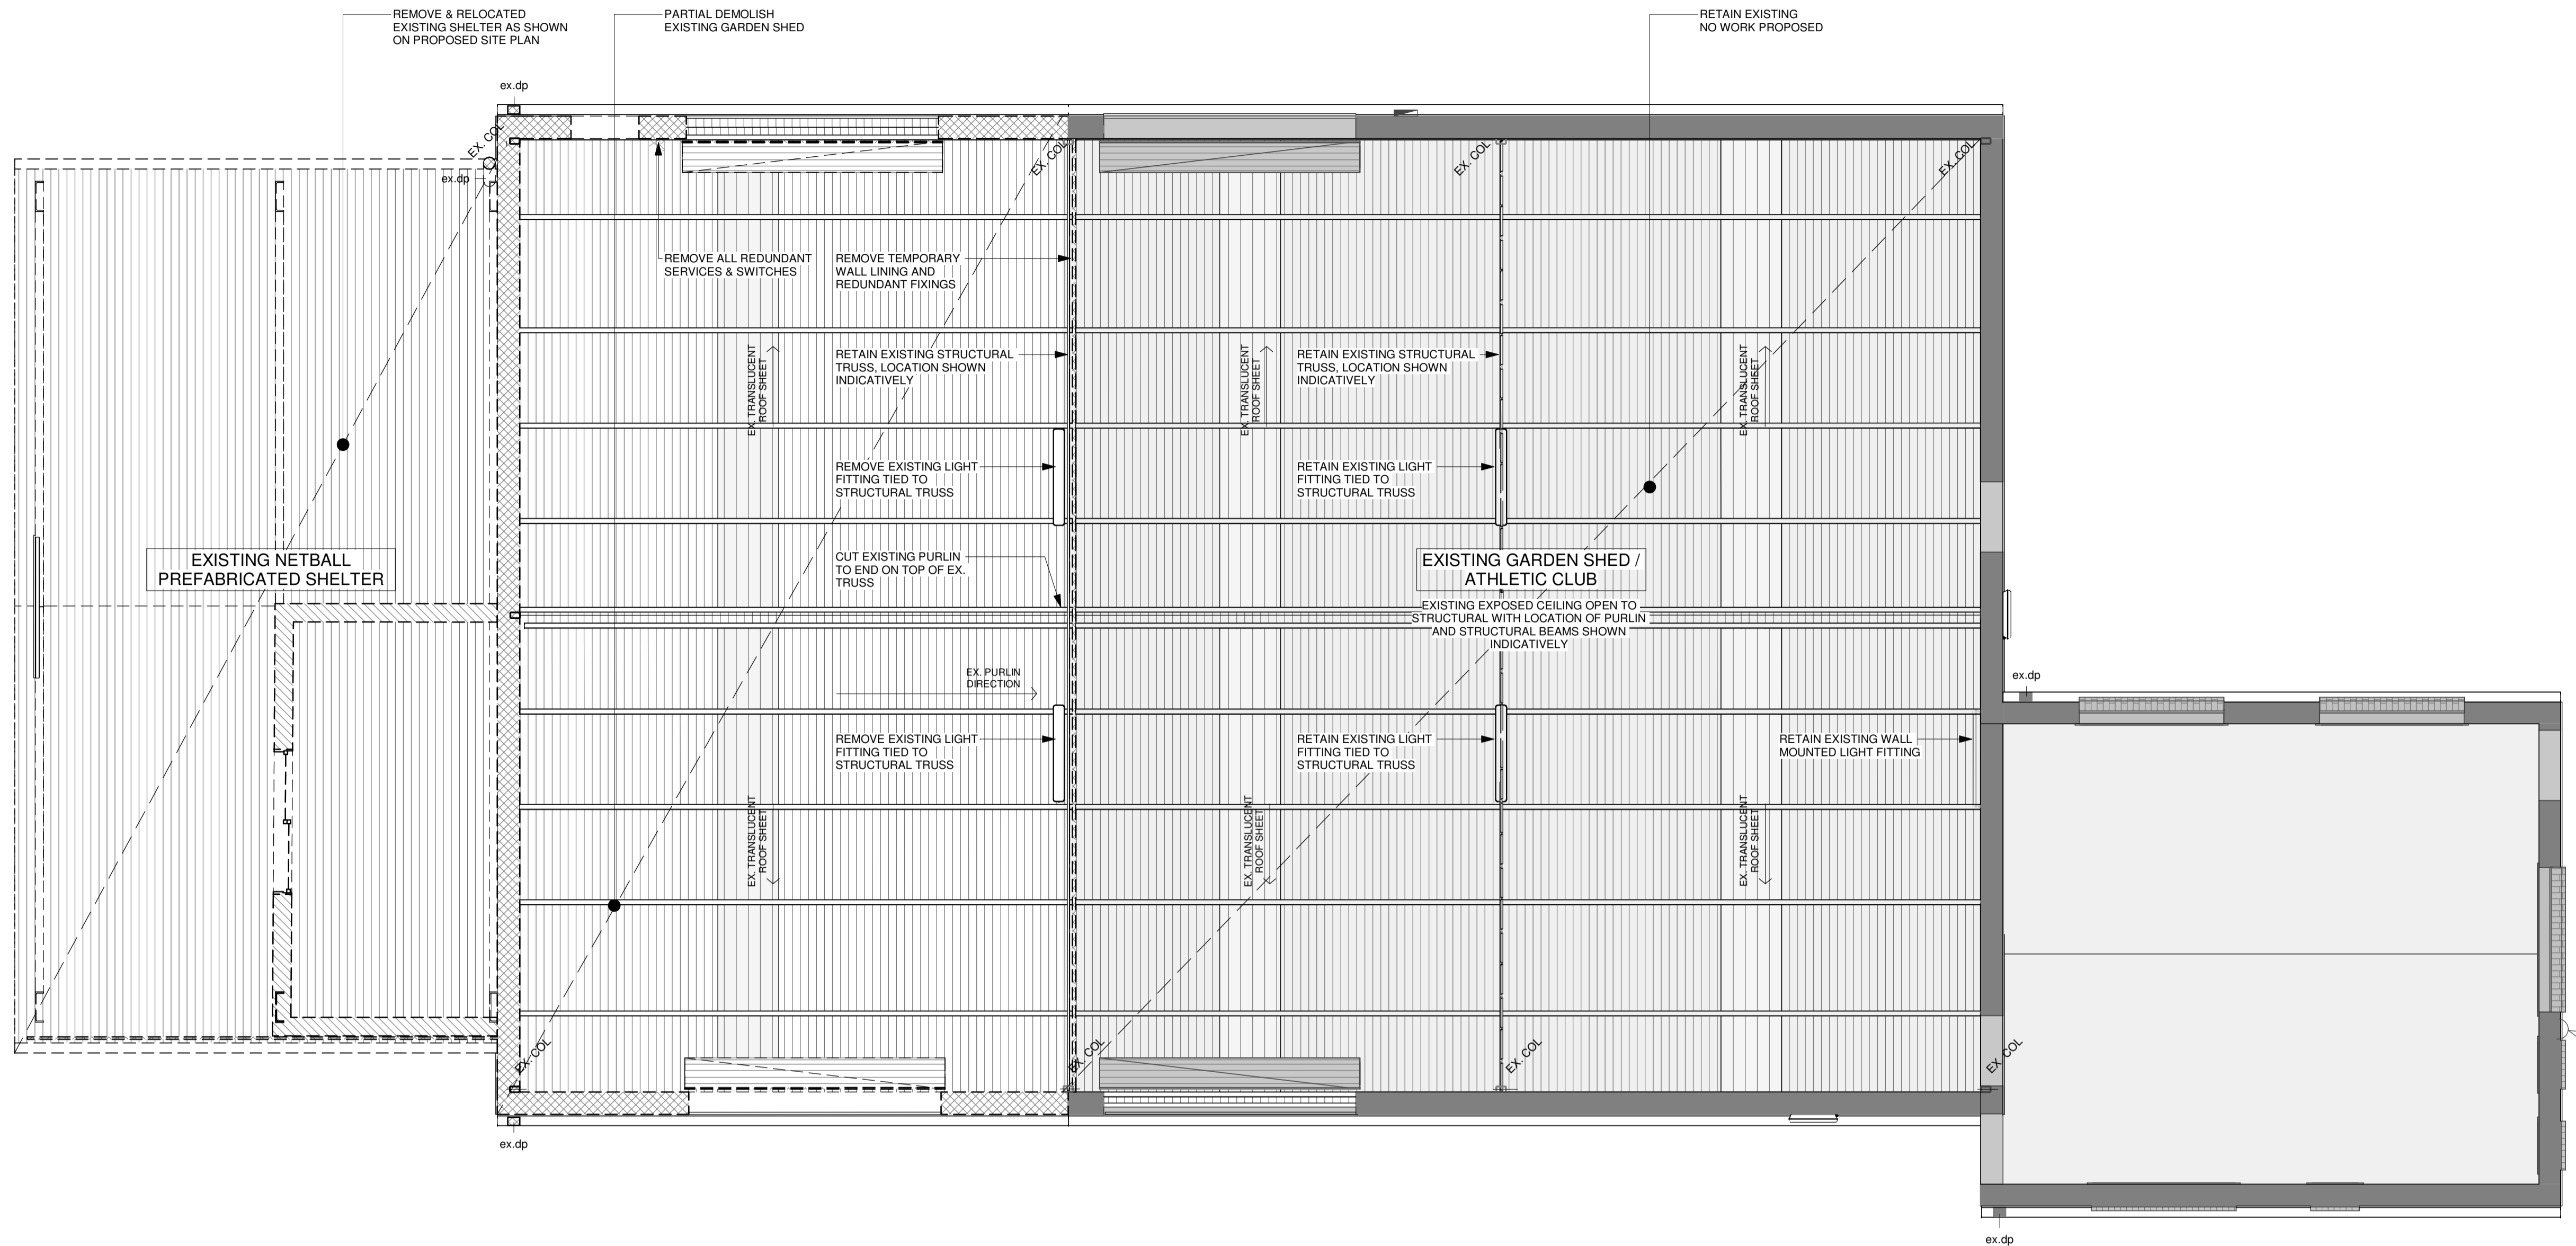 REMOVE & RELOCATED
EXISTING SHELTER AS SHOWN
ON PROPOSED SITE PLAN
PARTIAL DEMOLISH
EXISTING GARDEN SHED
RETAIN EXISTING
NO WORK PROPOSED
ex.dp
EX. COL
EX. COL
EX. COL
EX. COL
ex.dp
REMOVE ALL REDUNDANT
SERVICES & SWITCHES
REMOVE TEMPORARY
WALL LINING AND
REDUNDANT FIXINGS
RETAIN EXISTING STRUCTURAL
TRUSS, LOCATION SHOWN
INDICATIVELY
RETAIN EXISTING STRUCTURAL
TRUSS, LOCATION SHOWN
INDICATIVELY
EX. TRANSLUCENT
ROOF SHEET
EX. TRANSLUCENT
ROOF SHEET
EX. TRANSLUCENT
ROOF SHEET
REMOVE EXISTING LIGHT
FITTING TIED TO
STRUCTURAL TRUSS
RETAIN EXISTING LIGHT
FITTING TIED TO
STRUCTURAL TRUSS
EXISTING NETBALL
PREFABRICATED SHELTER
CUT EXISTING PURLIN
TO END ON TOP OF EX.
TRUSS
EXISTING GARDEN SHED /
ATHLETIC CLUB
EXISTING EXPOSED CEILING OPEN TO
STRUCTURAL WITH LOCATION OF PURLIN
AND STRUCTURAL BEAMS SHOWN
INDICATIVELY
EX. PURLIN
DIRECTION
ex.dp
REMOVE EXISTING LIGHT
FITTING TIED TO
STRUCTURAL TRUSS
RETAIN EXISTING LIGHT
FITTING TIED TO
STRUCTURAL TRUSS
RETAIN EXISTING WALL
MOUNTED LIGHT FITTING
EX. TRANSLUCENT
ROOF SHEET
EX. TRANSLUCENT
ROOF SHEET
EX. TRANSLUCENT
ROOF SHEET
EX. COL
EX. COL
EX. COL
EX. COL
ex.dp
ex.dp